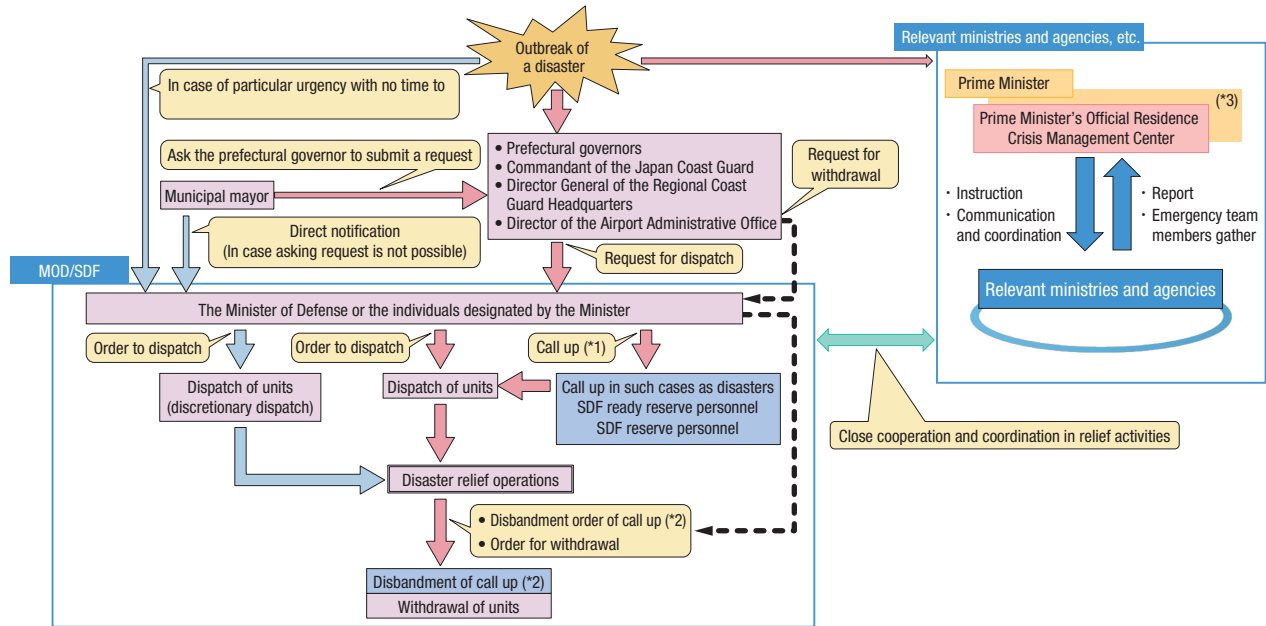 Outbreak of
a disaster
Relevant ministries and agencies, etc.
In case of particular urgency with no time to
Prime Minister
(*3)
Prime Minister's Official Residence
Crisis Management Center
Ask the prefectural governor to submit a request
• Prefectural governors
• Commandant of the Japan Coast Guard
• Director General of the Regional Coast
Guard Headquarters
• Director of the Airport Administrative Office
Request for
withdrawal
Municipal mayor
・Instruction
・Communication
and coordination
・Report
・Emergency team
members gather
Direct notification
(In case asking request is not possible)
Request for dispatch
MOD/SDF
Relevant ministries and agencies
The Minister of Defense or the individuals designated by the Minister
Order to dispatch
Order to dispatch
Call up (*1)
Dispatch of units
(discretionary dispatch)
Dispatch of units
Call up in such cases as disasters
SDF ready reserve personnel
SDF reserve personnel
Close cooperation and coordination in relief activities
Disaster relief operations
• Disbandment order of call up (*2)
• Order for withdrawal
Disbandment of call up (*2)
Withdrawal of units